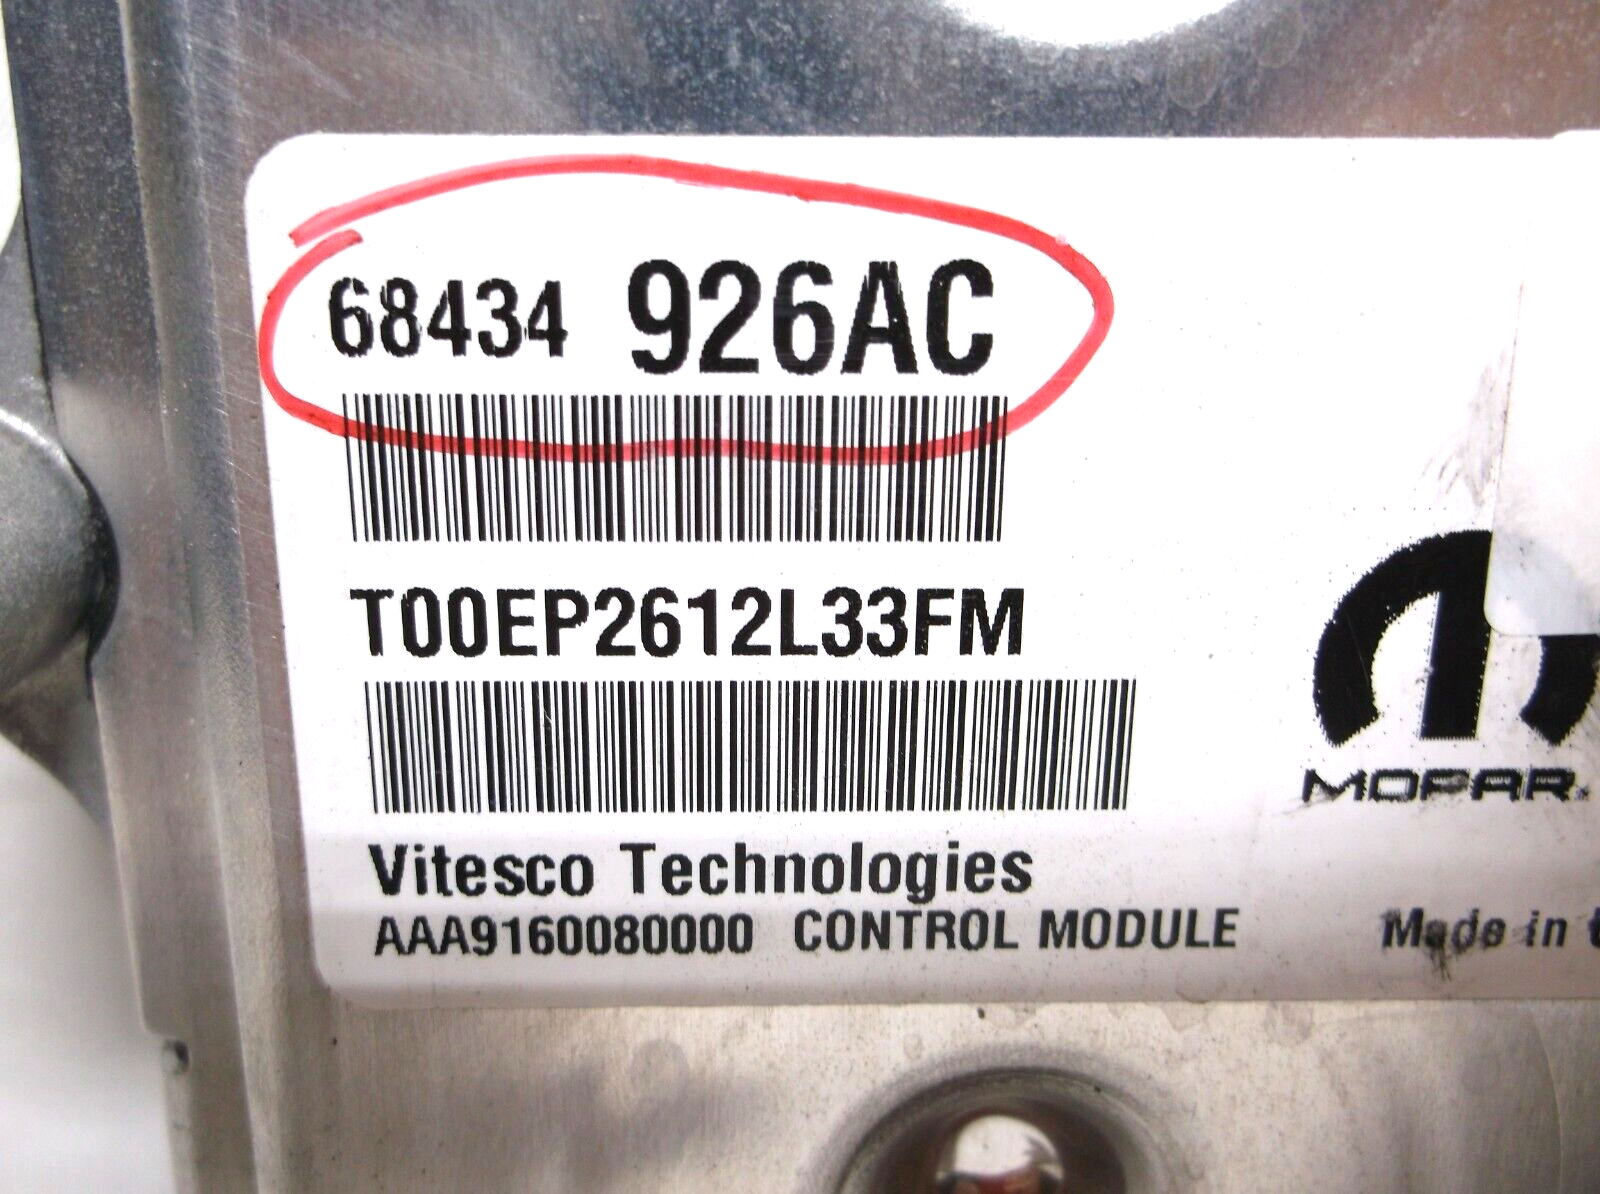 68434 926AC
T00EP2612L33FM
MOPAR
Vitesco Technologies
AAA9160080000 CONTROL MODULE
Made in